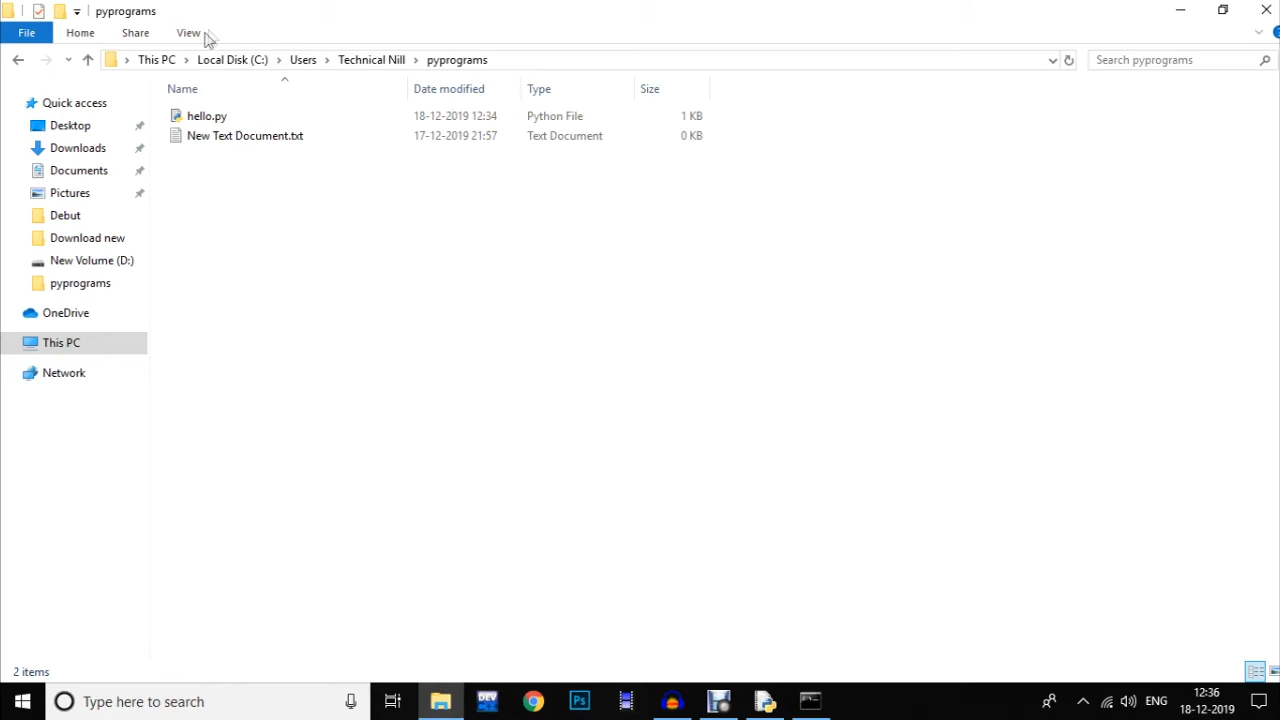 pyprograms
File Home Share View
This PC Local Disk (C:) Users Technical Nill pyprograms Search pyprograms
Name Date modified Type Size
Quick access
hello.py 18-12-2019 12:34 Python File 1 KB
Desktop
New Text Document.txt 17-12-2019 21:57 Text Document 0 KB
Downloads
Documents
Pictures
Debut
Download new
New Volume (D:)
pyprograms
OneDrive
This PC
Network
2 items
Type here to search DEV Ps ENG 12:36
18-12-2019